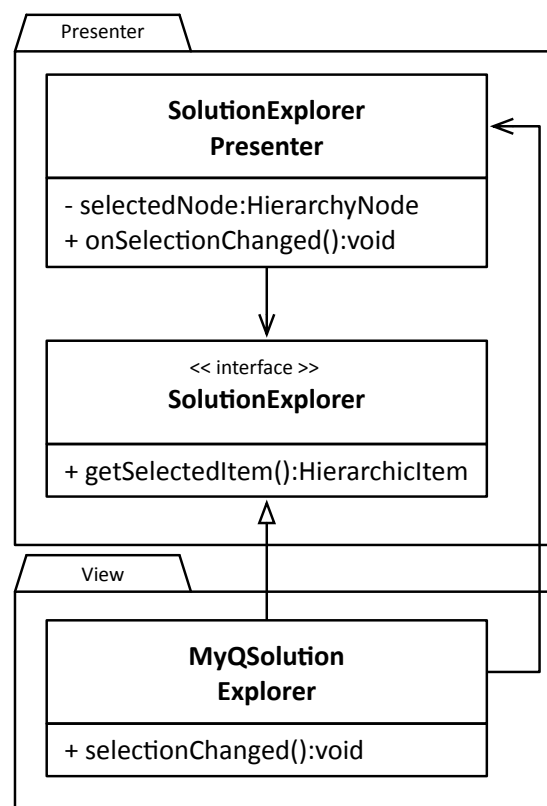 Presenter
SolutionExplorer
Presenter
- selectedNode:HierarchyNode
+ onSelectionChanged():void
<< interface >>
SolutionExplorer
+ getSelectedItem():HierarchicItem
View
MyQSolution
Explorer
+ selectionChanged():void